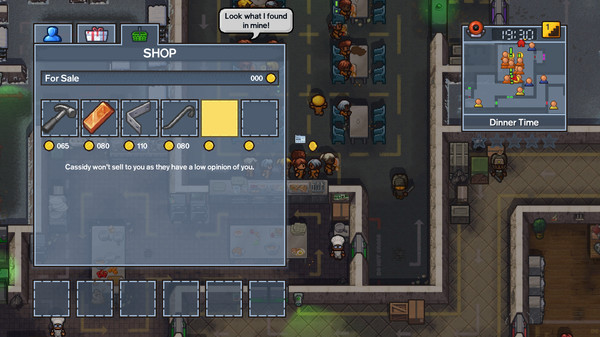 Look what I found
in mine!
SHOP
For Sale
000
065
080
110
080
Cassidy won't sell to you as they have a low opinion of you.
19:30
1
Dinner Time